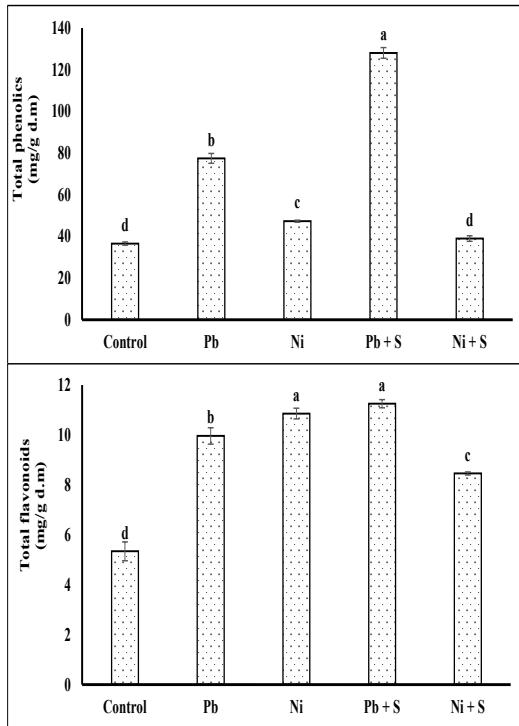 Total phenolics
(mg/g d.m)
140
120
100
80
60
40
20
0
d
b
c
a
d
Control
Pb
Ni
Pb + S
Ni + S
Total flavonoids
(mg/g d.m)
12
10
8
6
4
2
0
d
b
a
a
c
Control
Pb
Ni
Pb + S
Ni + S